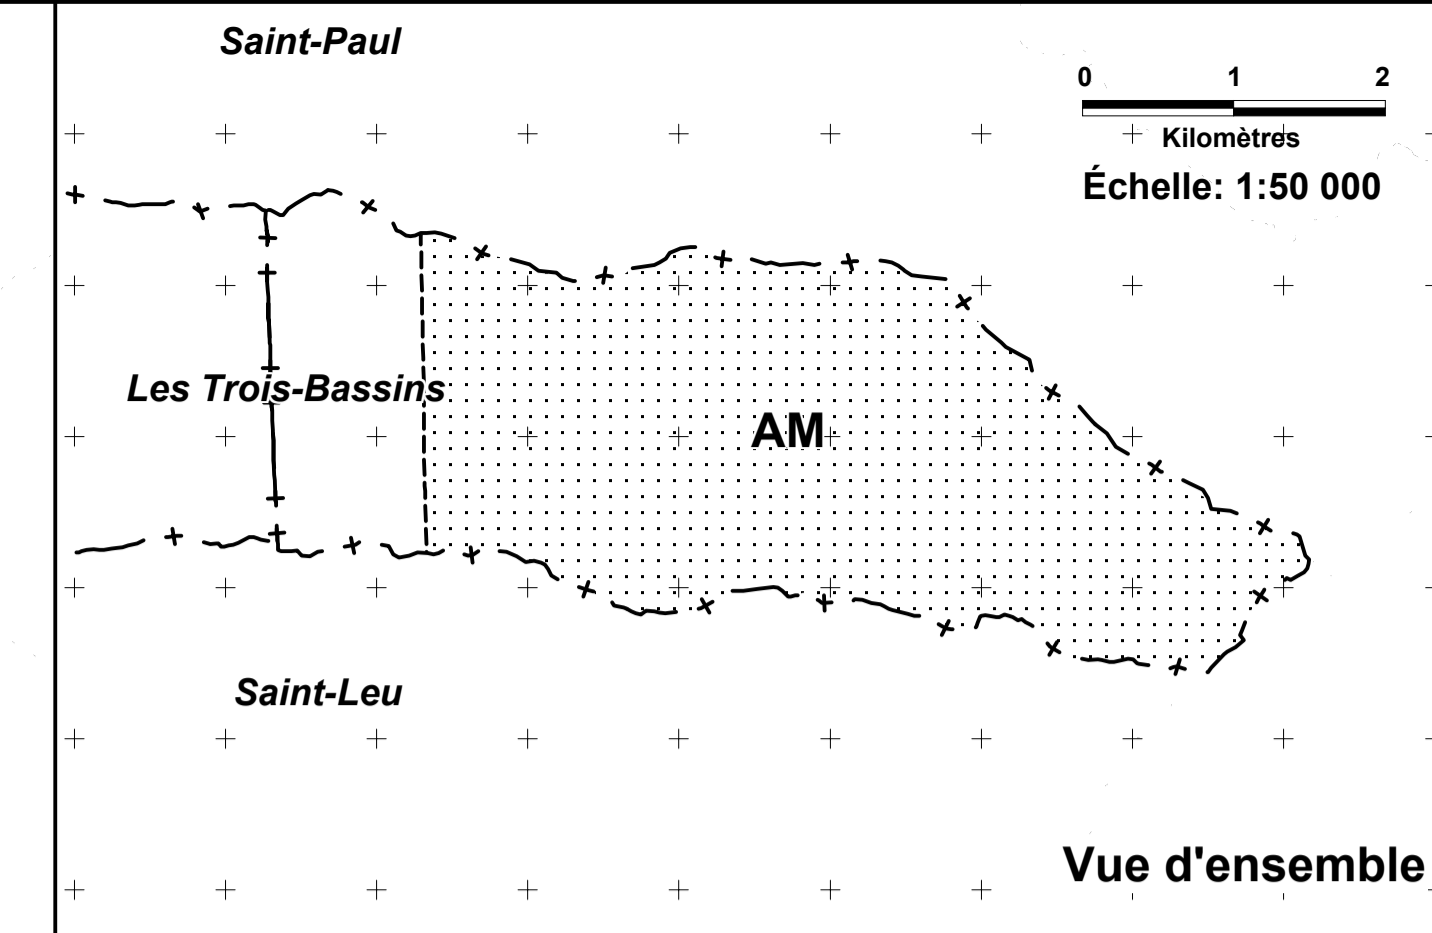 Saint-Paul
0 1 2
Kilomètres
Échelle: 1:50 000
Les Trois-Bassins
AM
Saint-Leu
Vue d'ensemble